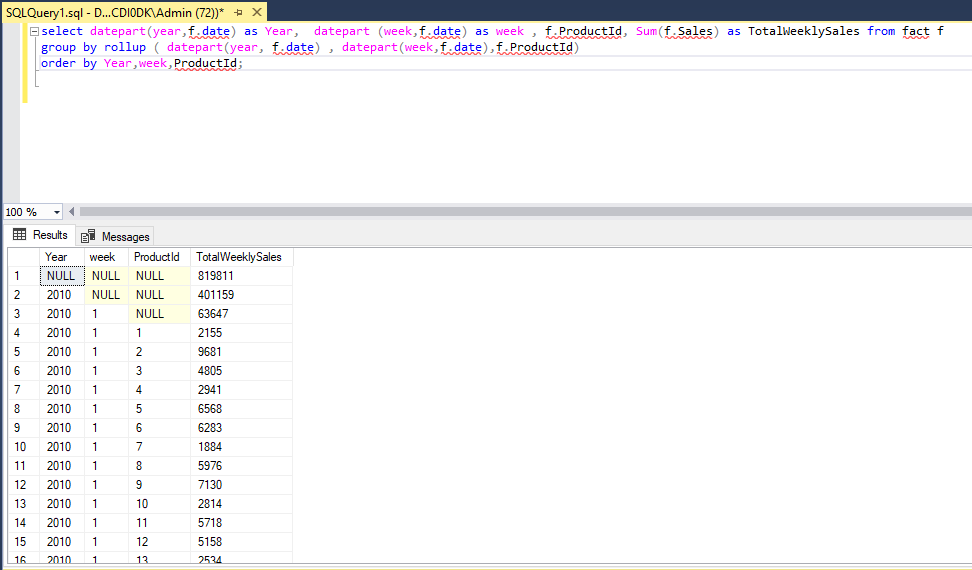 SQLQuery1.sql - D...CDI0DK\Admin (72))*
select datepart(year,f.date) as Year,  datepart (week,f.date) as week , f.ProductId, Sum(f.Sales) as TotalWeeklySales from fact f
group by rollup ( datepart(year, f.date) , datepart(week,f.date),f.ProductId)
order by Year,week,ProductId;
100 %
Results Messages
Year week ProductId TotalWeeklySales
1 NULL NULL NULL 819811
2 2010 NULL NULL 401159
3 2010 1 NULL 63647
4 2010 1 1 2155
5 2010 1 2 9681
6 2010 1 3 4805
7 2010 1 4 2941
8 2010 1 5 6568
9 2010 1 6 6283
10 2010 1 7 1884
11 2010 1 8 5976
12 2010 1 9 7130
13 2010 1 10 2814
14 2010 1 11 5718
15 2010 1 12 5158
16 2010 1 13 2534